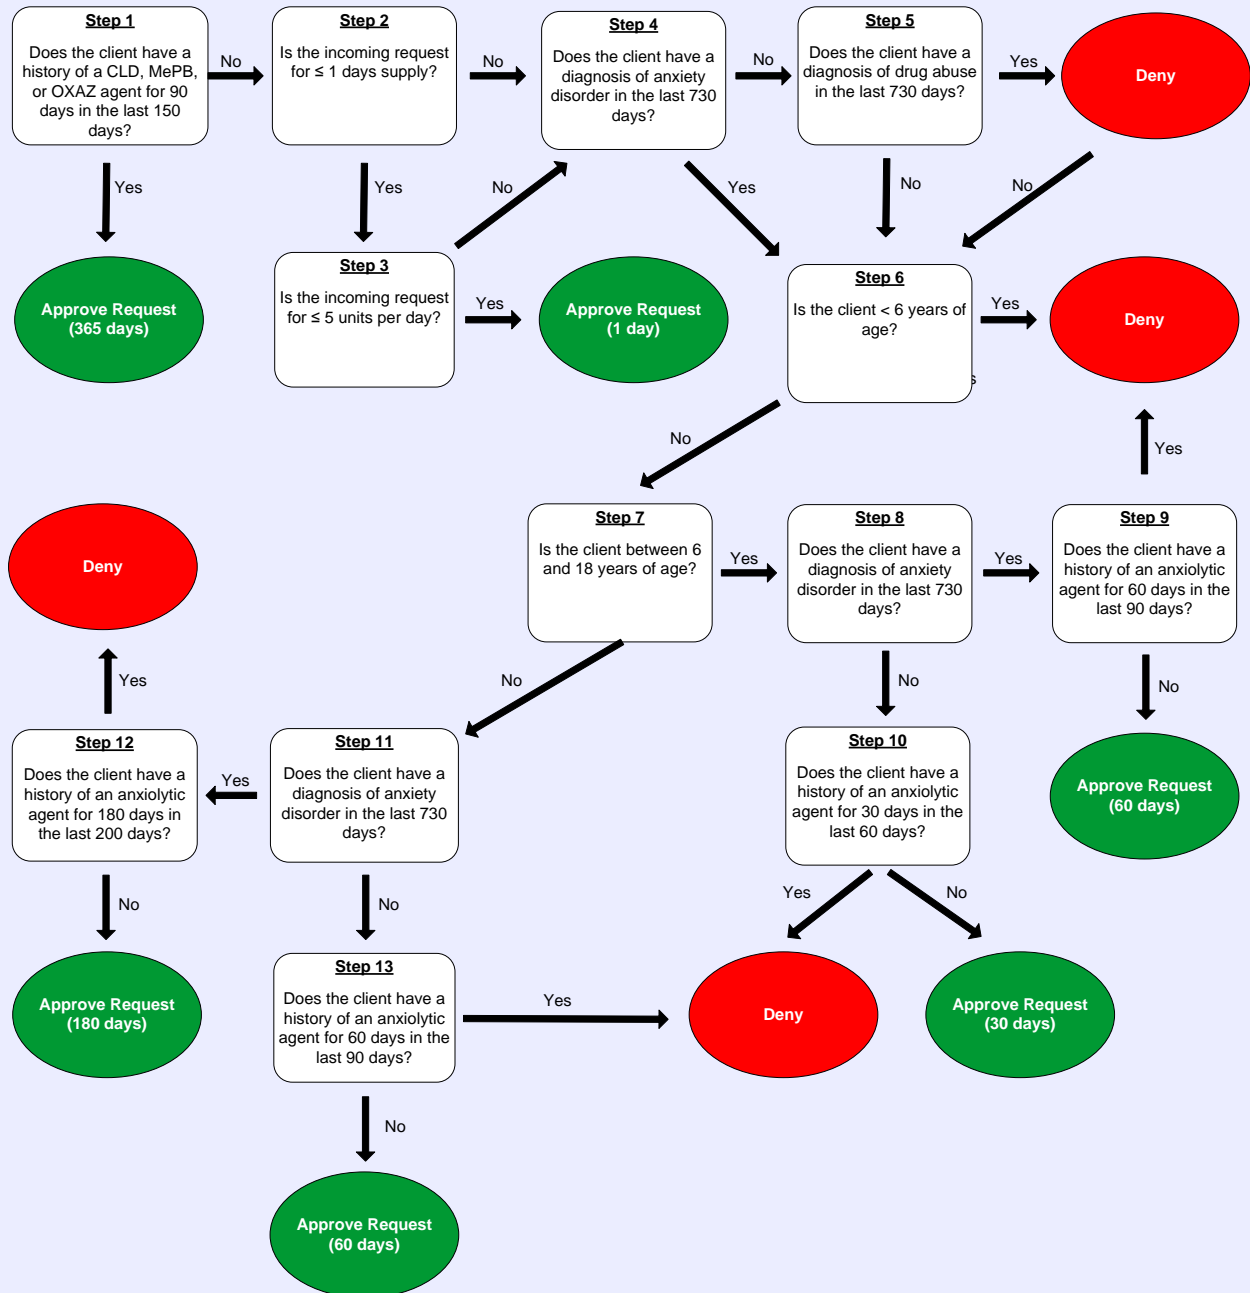 Step 1
Does the client have a
history of a CLD, MePB,
or OXAZ agent for 90
days in the last 150
days?
No
Step 2
Is the incoming request
for ≤ 1 days supply?
No
Step 4
Does the client have a
diagnosis of anxiety
disorder in the last 730
days?
No
Step 5
Does the client have a
diagnosis of drug abuse
in the last 730 days?
Yes
Deny
Yes
Yes
No
Yes
No
No
Approve Request
(365 days)
Step 3
Is the incoming request
for ≤ 5 units per day?
Yes
Approve Request
(1 day)
Step 6
Is the client < 6 years of
age?
Yes
Deny
s
No
Yes
Deny
Step 7
Is the client between 6
and 18 years of age?
Yes
Step 8
Does the client have a
diagnosis of anxiety
disorder in the last 730
days?
Yes
Step 9
Does the client have a
history of an anxiolytic
agent for 60 days in the
last 90 days?
Yes
No
No
No
Step 12
Does the client have a
history of an anxiolytic
agent for 180 days in
the last 200 days?
Yes
Step 11
Does the client have a
diagnosis of anxiety
disorder in the last 730
days?
Step 10
Does the client have a
history of an anxiolytic
agent for 30 days in the
last 60 days?
Approve Request
(60 days)
No
No
Yes
No
Approve Request
(180 days)
Step 13
Does the client have a
history of an anxiolytic
agent for 60 days in the
last 90 days?
Yes
Deny
Approve Request
(30 days)
No
Approve Request
(60 days)